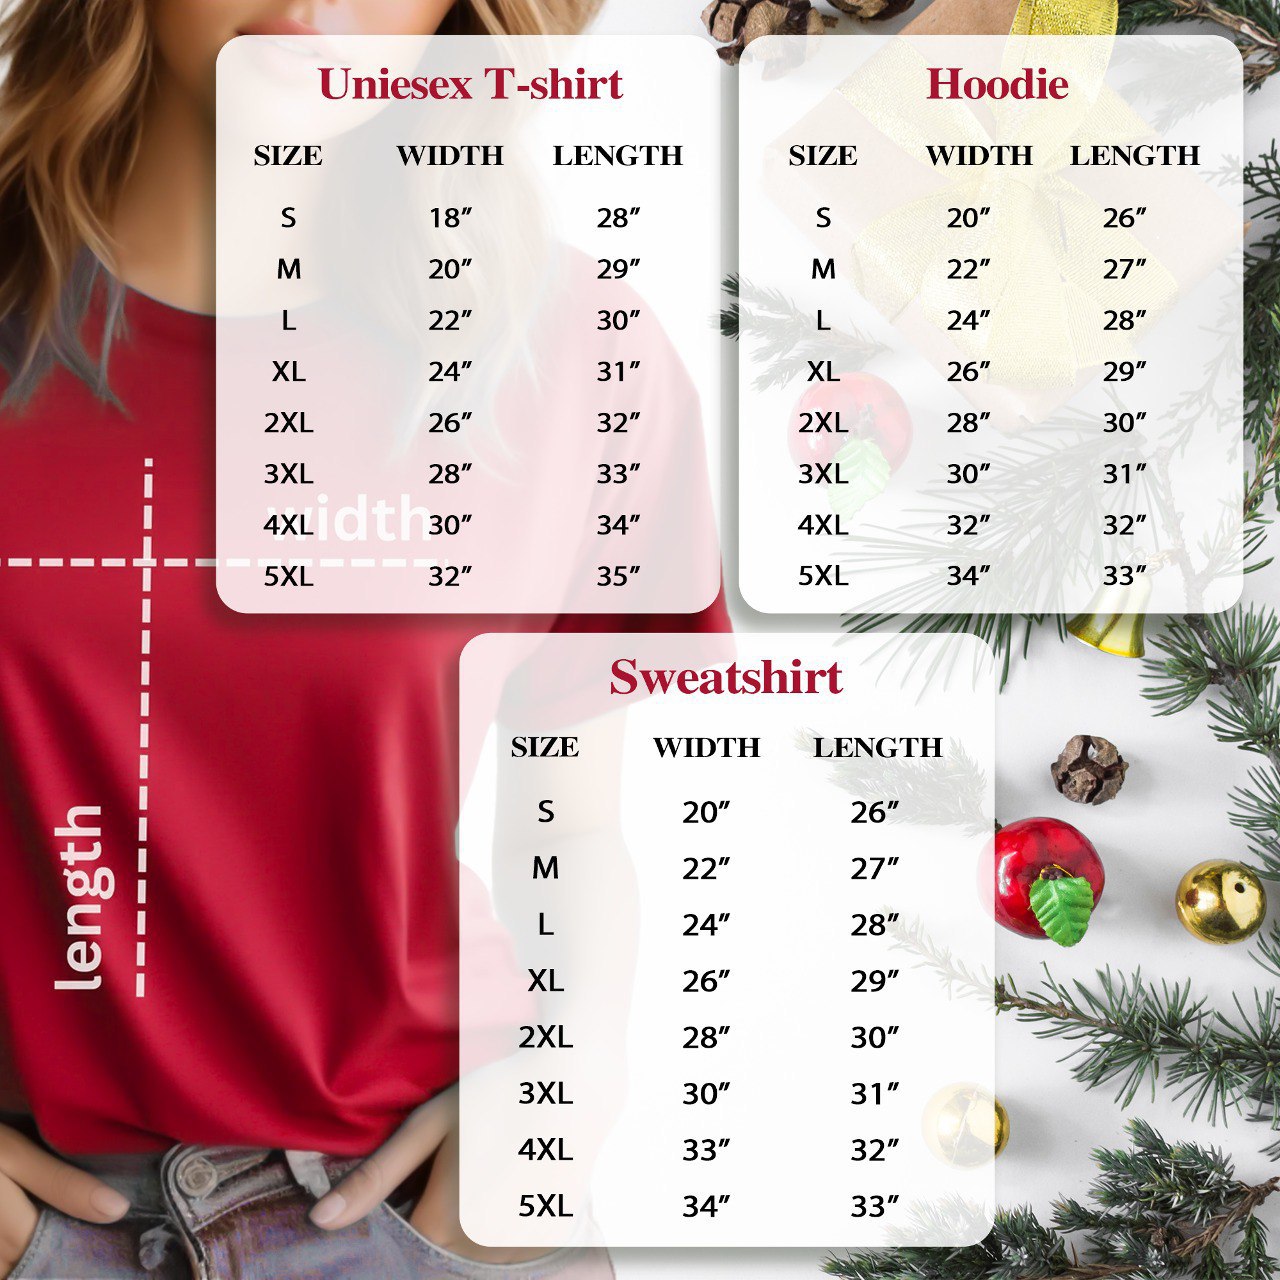 Uniesex T-shirt
SIZE WIDTH LENGTH
S 18” 28”
M 20” 29”
L 22” 30”
XL 24” 31”
2XL 26” 32”
3XL 28” 33”
4XL 30” 34”
5XL 32” 35”
Hoodie
SIZE WIDTH LENGTH
S 20” 26”
M 22” 27”
L 24” 28”
XL 26” 29”
2XL 28” 30”
3XL 30” 31”
4XL 32” 32”
5XL 34” 33”
width
length
Sweatshirt
SIZE WIDTH LENGTH
S 20” 26”
M 22” 27”
L 24” 28”
XL 26” 29”
2XL 28” 30”
3XL 30” 31”
4XL 33” 32”
5XL 34” 33”